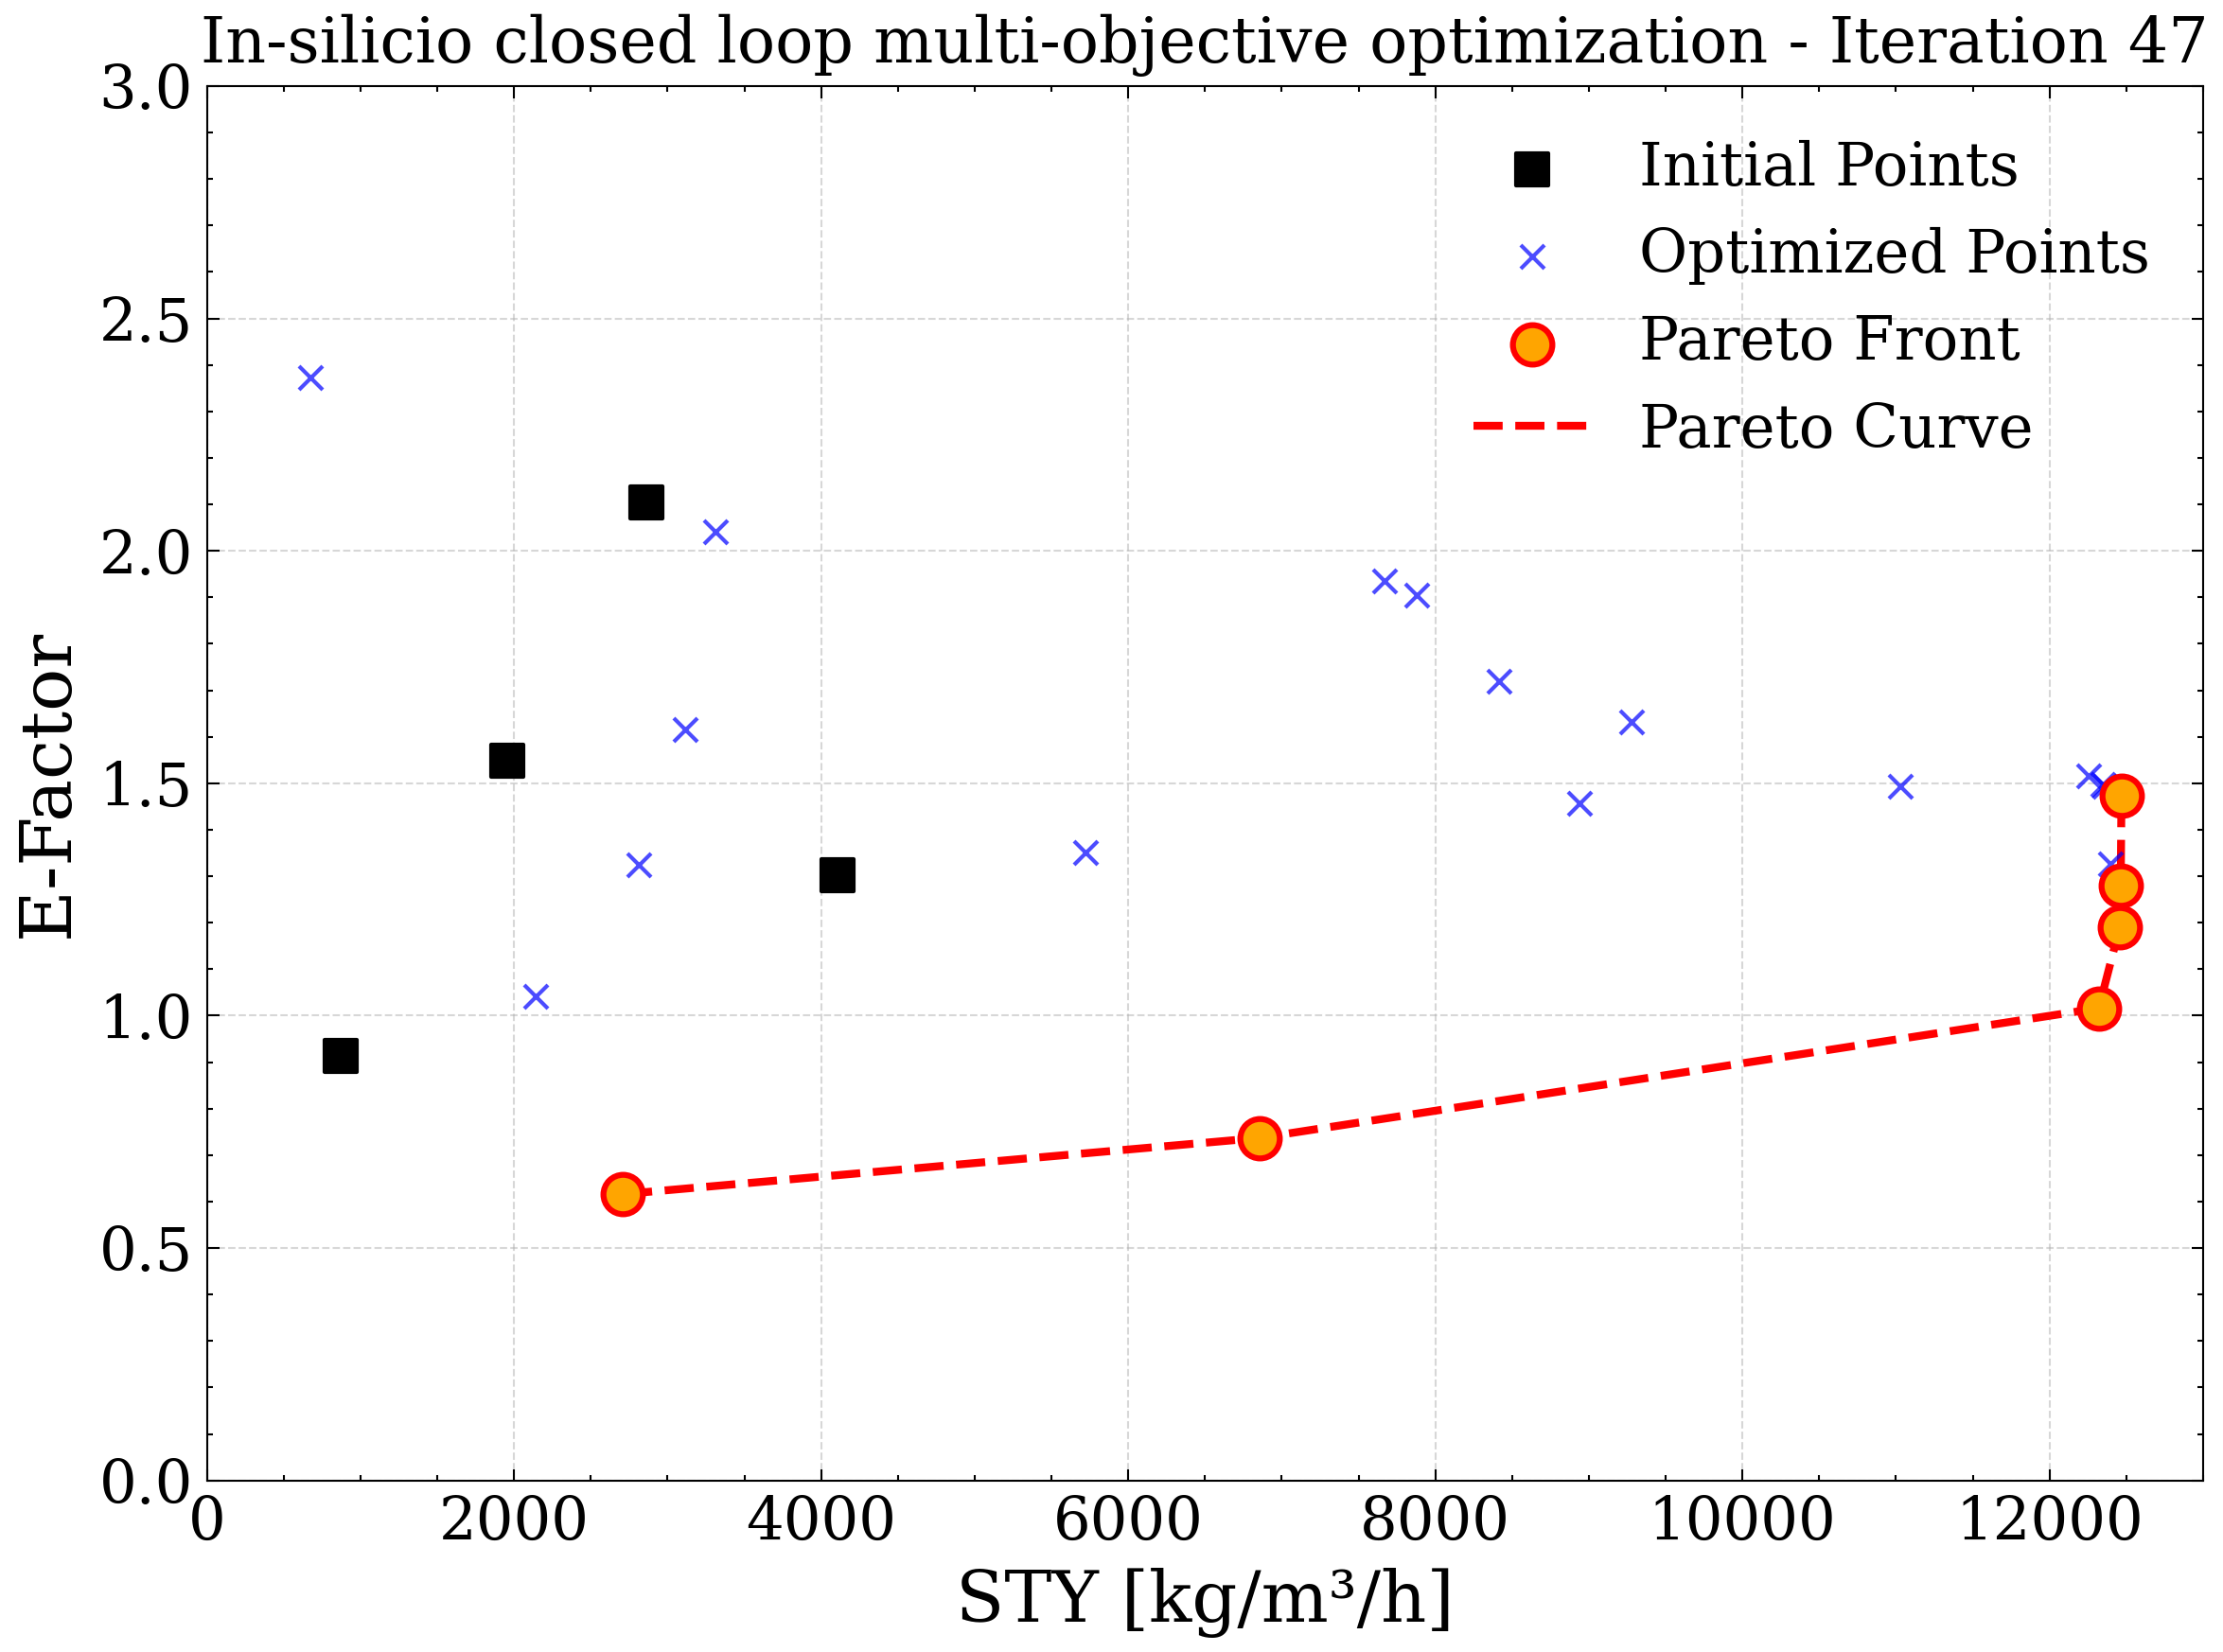 In-silicio closed loop multi-objective optimization - Iteration 47
3.0
2.5
2.0
1.5
1.0
0.5
0.0
E-Factor
Initial Points
Optimized Points
Pareto Front
Pareto Curve
0 2000 4000 6000 8000 10000 12000
STY [kg/m³/h]